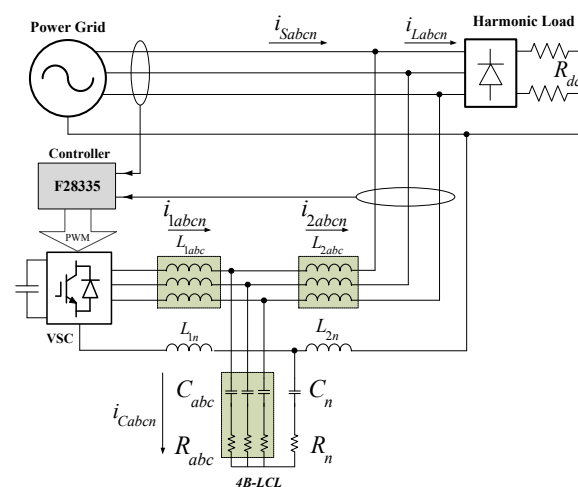 Power Grid
i_Sabcn
i_Labcn
Harmonic Load
R_dc
Controller
F28335
PWM
i_1abcn
i_2abcn
L_1abc
L_2abc
VSC
L_1n
L_2n
i_Cabcn
C_abc
C_n
R_abc
R_n
4B-LCL